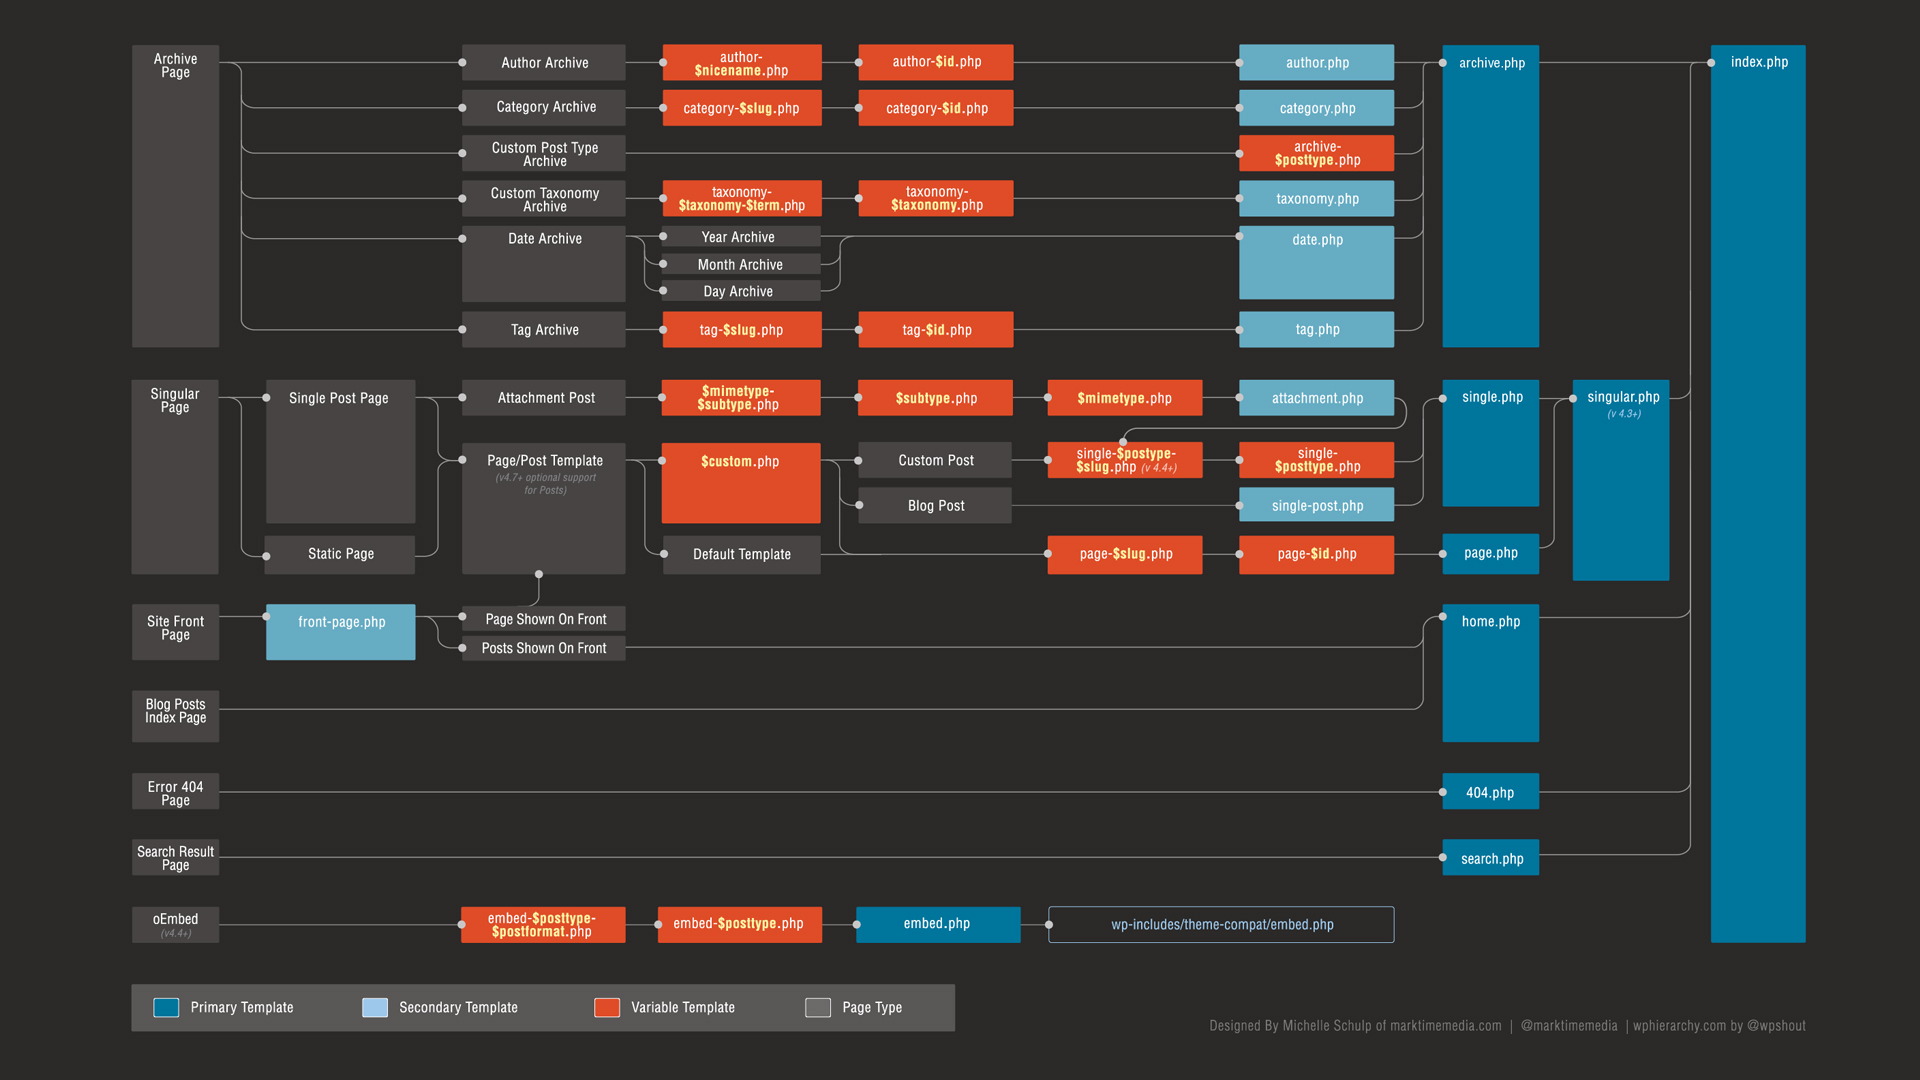 Archive
Page
Author Archive
author-
$nicename.php
author-$id.php
author.php
archive.php
index.php
Category Archive
category-$slug.php
category-$id.php
category.php
Custom Post Type
Archive
archive-
$posttype.php
Custom Taxonomy
Archive
taxonomy-
$taxonomy-$term.php
taxonomy-
$taxonomy.php
taxonomy.php
Date Archive
Year Archive
Month Archive
Day Archive
date.php
Tag Archive
tag-$slug.php
tag-$id.php
tag.php
Singular
Page
Single Post Page
Attachment Post
$mimetype-
$subtype.php
$subtype.php
$mimetype.php
attachment.php
single.php
singular.php
(v 4.3+)
Page/Post Template
(v4.7+ optional support
for Posts)
$custom.php
Custom Post
single-$postype-
$slug.php (v 4.4+)
single-
$posttype.php
Blog Post
single-post.php
Static Page
Default Template
page-$slug.php
page-$id.php
page.php
Site Front
Page
front-page.php
Page Shown On Front
Posts Shown On Front
home.php
Blog Posts
Index Page
Error 404
Page
404.php
Search Result
Page
search.php
oEmbed
(v4.4+)
embed-$posttype-
$postformat.php
embed-$posttype.php
embed.php
wp-includes/theme-compat/embed.php
Primary Template
Secondary Template
Variable Template
Page Type
Designed By Michelle Schulp of marktimemedia.com | @marktimemedia | wphierarchy.com by @wpshout